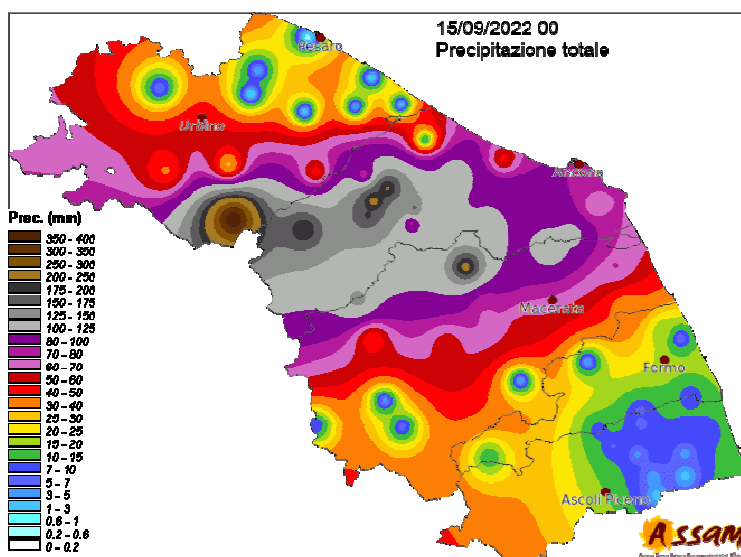 15/09/2022 00
Precipitazione totale
Pesaro
Urbino
Ancona
Prec. (mm)
350 - 400
300 - 350
250 - 300
200 - 250
175 - 200
150 - 175
125 - 150
100 - 125
80 - 100
70 - 80
60 - 70
50 - 60
40 - 50
30 - 40
25 - 30
20 - 25
15 - 20
10 - 15
7 - 10
5 - 7
3 - 5
1 - 3
0.6 - 1
0.2 - 0.6
0 - 0.2
Macerata
Fermo
Ascoli Piceno
Assam